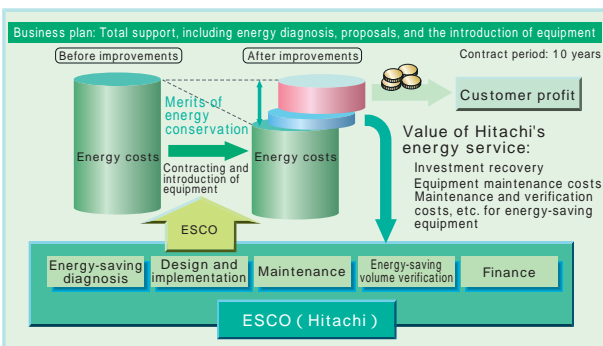 Business plan: Total support, including energy diagnosis, proposals, and the introduction of equipment
Before improvements
After improvements
Contract period: 10 years
Merits of
energy
conservation
Customer profit
Energy costs
Energy costs
Contracting and
introduction of
equipment
Value of Hitachi's
energy service:
Investment recovery
Equipment maintenance costs
Maintenance and verification
costs, etc. for energy-saving
equipment
ESCO
Energy-saving
diagnosis
Design and
implementation
Maintenance
Energy-saving
volume verification
Finance
ESCO (Hitachi)